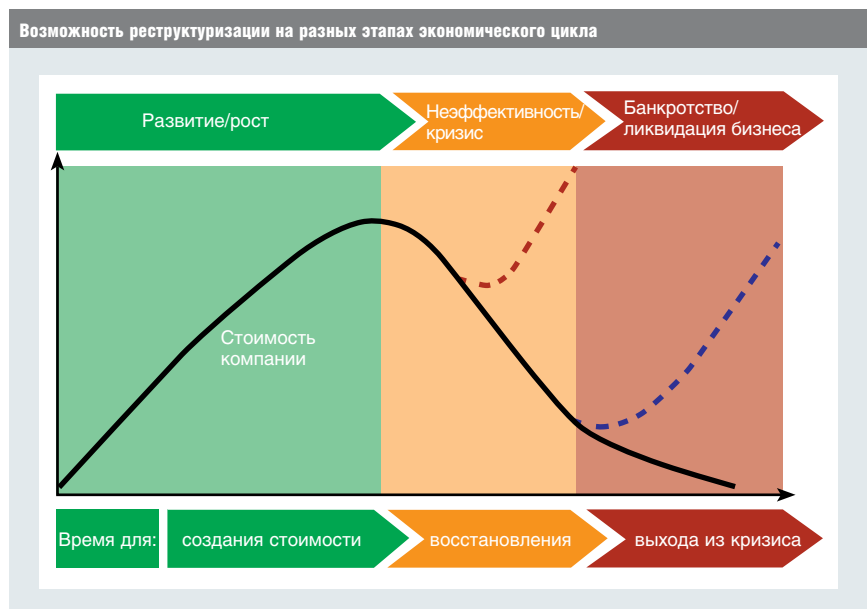 Возможность реструктуризации на разных этапах экономического цикла
Развитие/рост
Неэффективность/
кризис
Банкротство/
ликвидация бизнеса
Стоимость
компании
Время для:
создания стоимости
восстановления
выхода из кризиса